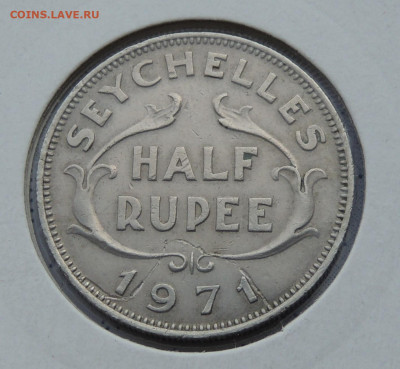 COINS.LAVE.RU
SEYCHELLES
HALF
RUPEE
1971